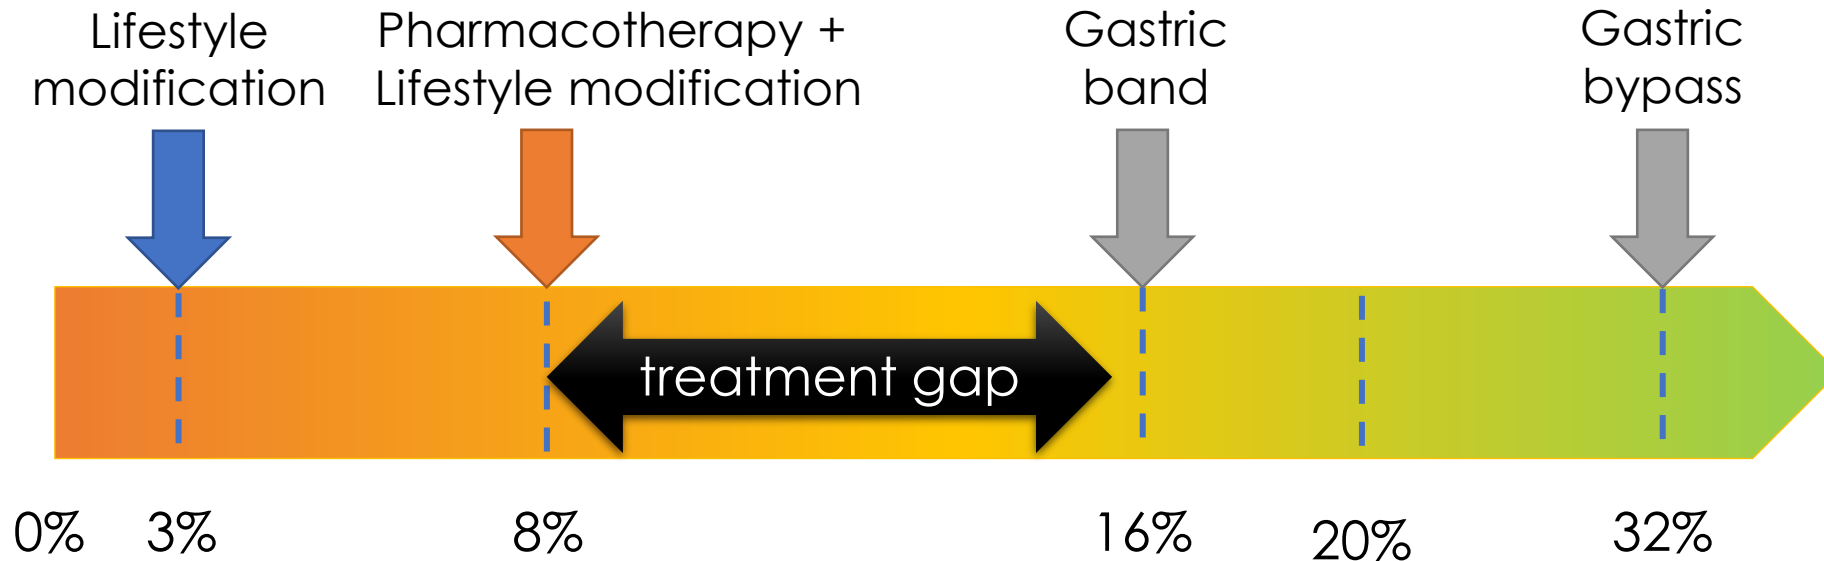 Lifestyle
modification
Pharmacotherapy +
Lifestyle modification
Gastric
band
Gastric
bypass
treatment gap
0%
3%
8%
16%
20%
32%